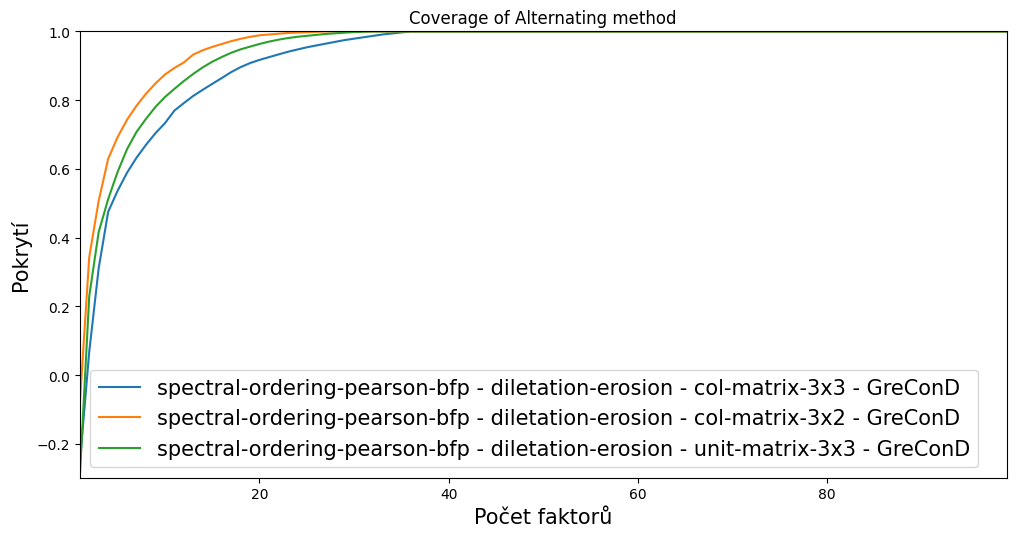 Coverage of Alternating method
1.0
0.8
0.6
0.4
0.2
0.0
−0.2
Pokrytí
spectral-ordering-pearson-bfp - diletation-erosion - col-matrix-3x3 - GreConD
spectral-ordering-pearson-bfp - diletation-erosion - col-matrix-3x2 - GreConD
spectral-ordering-pearson-bfp - diletation-erosion - unit-matrix-3x3 - GreConD
20 40 60 80
Počet faktorů